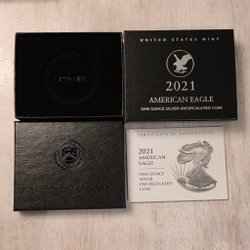 UNITED STATES MINT
2021
AMERICAN EAGLE
ONE OUNCE SILVER UNCIRCULATED COIN
CERTIFICATE OF AUTHENTICITY
2021
AMERICAN
EAGLE
ONE OUNCE
SILVER
UNCIRCULATED
COIN